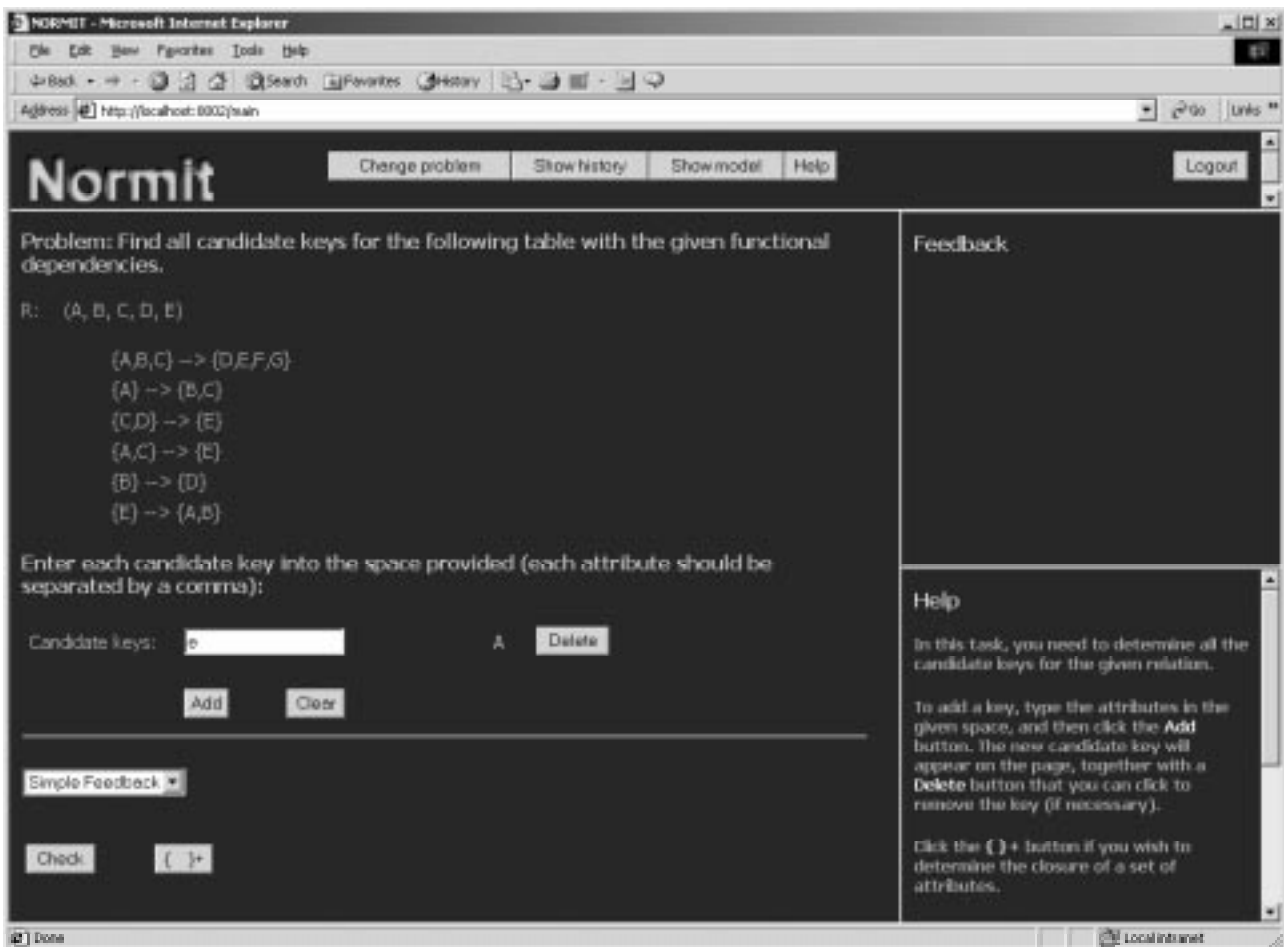 NORMIT - Microsoft Internet Explorer
File Edit View Favorites Tools Help
Back Search Favorites History
Address http://localhost:8002/main Go Links »
Normit
Change problem Show history Show model Help Logout
Problem: Find all candidate keys for the following table with the given functional
dependencies.
R: (A, B, C, D, E)
{A,B,C} --> {D,E,F,G}
{A} --> {B,C}
{C,D} --> {E}
{A,C} --> {E}
{B} --> {D}
{E} --> {A,B}
Enter each candidate key into the space provided (each attribute should be
separated by a comma):
Candidate keys: e A Delete
Add Clear
Simple Feedback
Check { }+
Feedback
Help
In this task, you need to determine all the
candidate keys for the given relation.
To add a key, type the attributes in the
given space, and then click the Add
button. The new candidate key will
appear on the page, together with a
Delete button that you can click to
remove the key (if necessary).
Click the { }+ button if you wish to
determine the closure of a set of
attributes.
Done Local intranet